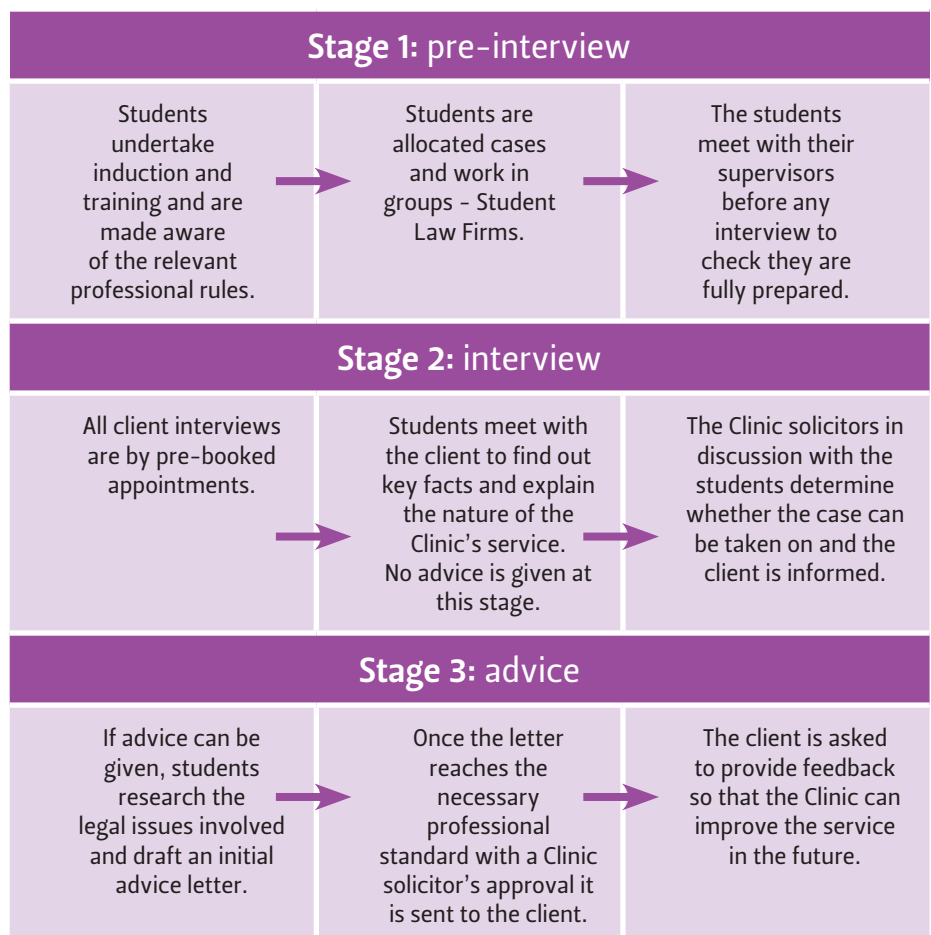 Stage 1: pre-interview
Students
undertake
induction and
training and are
made aware
of the relevant
professional rules.
Students are
allocated cases
and work in
groups - Student
Law Firms.
The students
meet with their
supervisors
before any
interview to
check they are
fully prepared.
Stage 2: interview
All client interviews
are by pre-booked
appointments.
Students meet with
the client to find out
key facts and explain
the nature of the
Clinic's service.
No advice is given at
this stage.
The Clinic solicitors in
discussion with the
students determine
whether the case can
be taken on and the
client is informed.
Stage 3: advice
If advice can be
given, students
research the
legal issues involved
and draft an initial
advice letter.
Once the letter
reaches the
necessary
professional
standard with a Clinic
solicitor's approval it
is sent to the client.
The client is asked
to provide feedback
so that the Clinic can
improve the service
in the future.